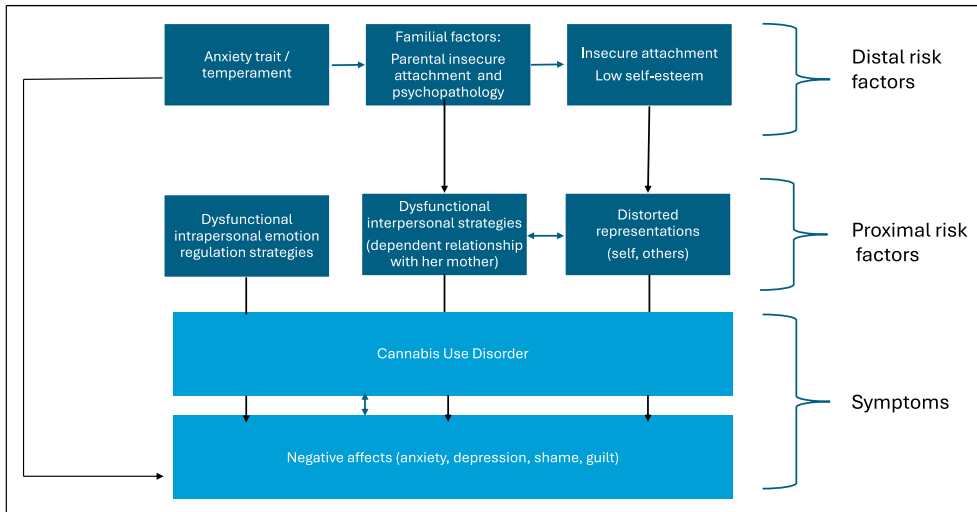 Anxiety trait /
temperament
Familial factors:
Parental insecure
attachment and
psychopathology
Insecure attachment
Low self-esteem
Distal risk
factors
Dysfunctional
intrapersonal emotion
regulation strategies
Dysfunctional
interpersonal strategies
(dependent relationship
with her mother)
Distorted
representations
(self, others)
Proximal risk
factors
Cannabis Use Disorder
Symptoms
Negative affects (anxiety, depression, shame, guilt)